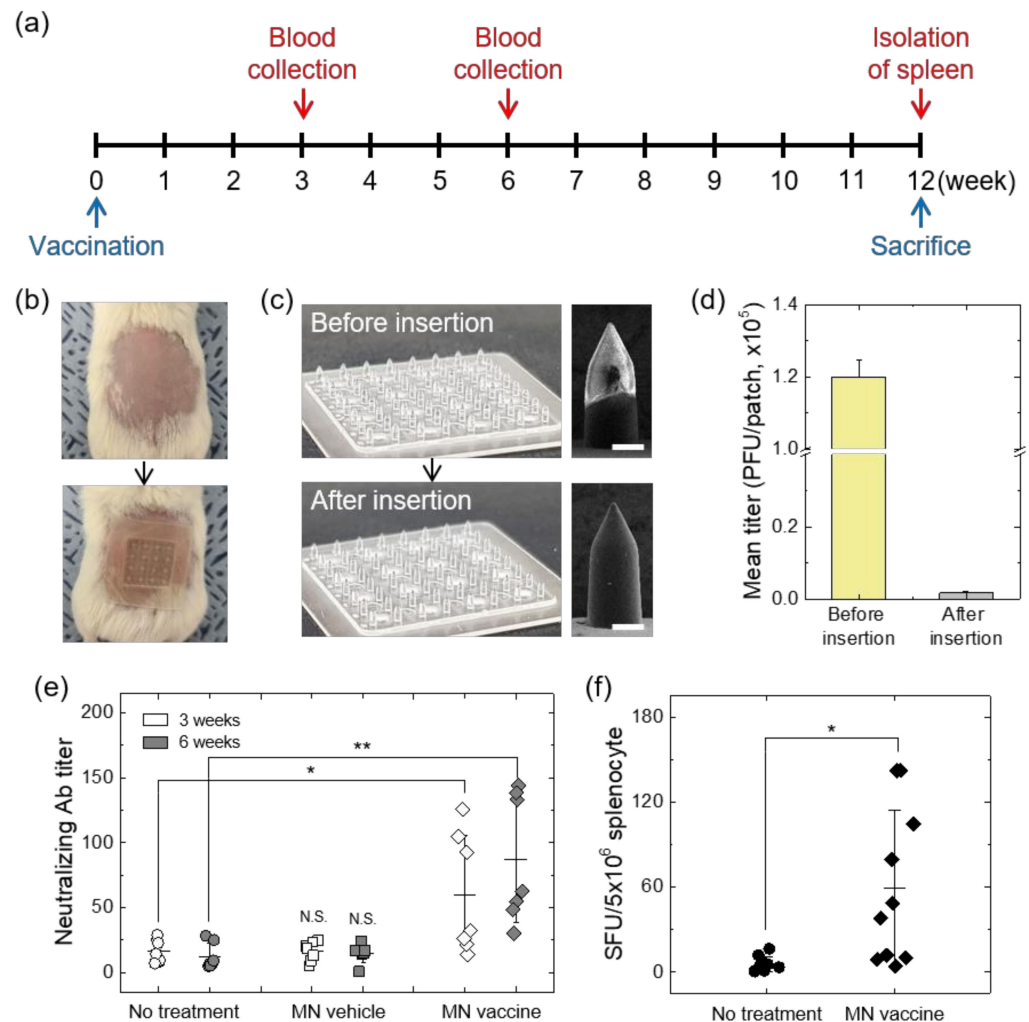 (a)
Blood
collection
Blood
collection
Isolation
of spleen
0 1 2 3 4 5 6 7 8 9 10 11 12 (week)
Vaccination
Sacrifice
(b)
(c)
Before insertion
After insertion
(d)
Mean titer (PFU/patch, x10⁵)
1.4
1.2
1.0
0.2
0.0
Before
insertion
After
insertion
(e)
Neutralizing Ab titer
200
150
100
50
0
3 weeks
6 weeks
**
*
N.S.
N.S.
No treatment
MN vehicle
MN vaccine
(f)
SFU/5x10⁶ splenocyte
180
120
60
0
*
No treatment
MN vaccine